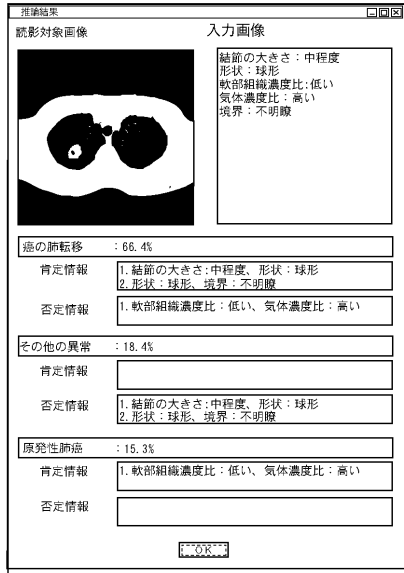 推論結果
読影対象画像
入力画像
結節の大きさ：中程度
形状：球形
軟部組織濃度比:低い
気体濃度比：高い
境界：不明瞭
癌の肺転移 ：66.4%
肯定情報
1.結節の大きさ:中程度、形状：球形
2.形状：球形、境界：不明瞭
否定情報
1.軟部組織濃度比：低い、気体濃度比：高い
その他の異常 ：18.4%
肯定情報
否定情報
1.結節の大きさ:中程度、形状：球形
2.形状：球形、境界：不明瞭
原発性肺癌 ：15.3%
肯定情報
1.軟部組織濃度比：低い、気体濃度比：高い
否定情報
OK